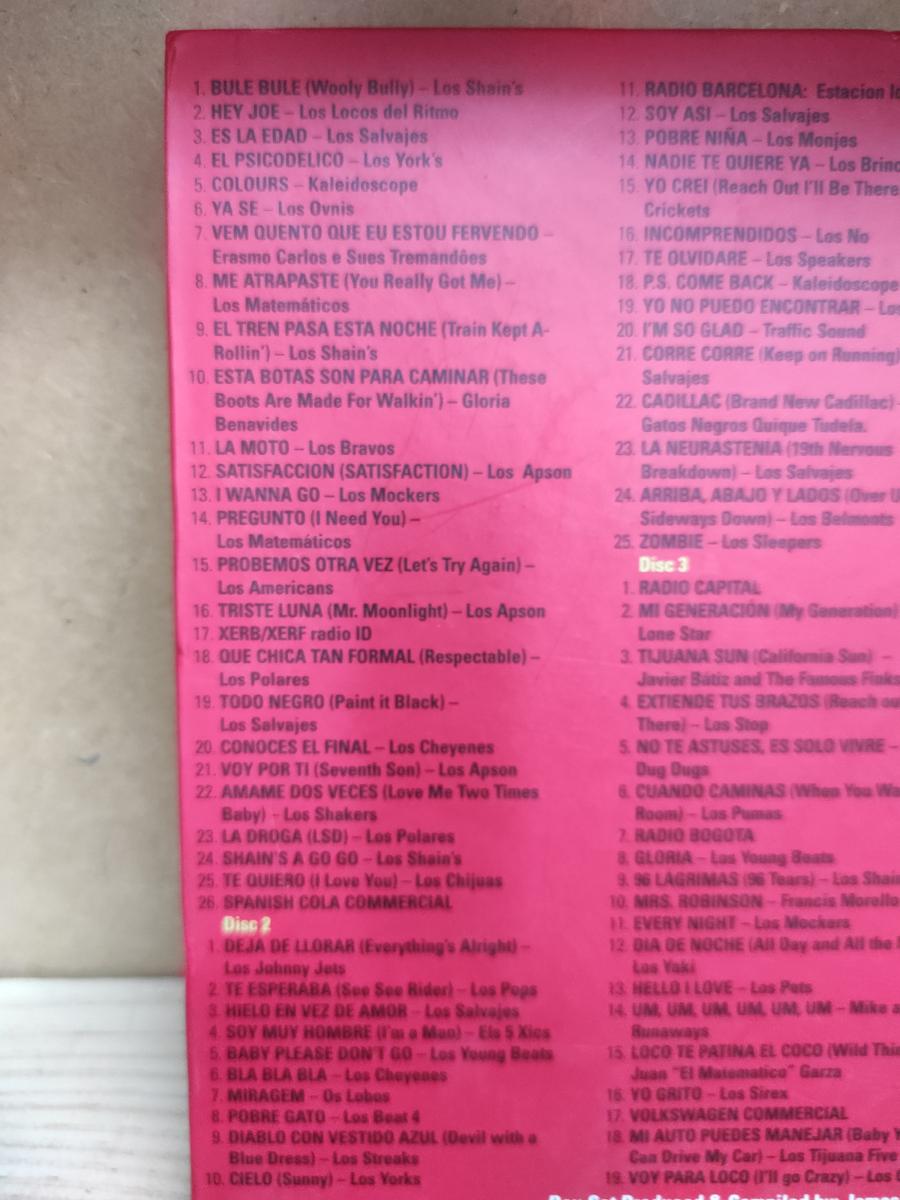 1. BULE BULE (Wooly Bully) – Los Shain's
2. HEY JOE – Los Locos del Ritmo
3. ES LA EDAD – Los Salvajes
4. EL PSICODELICO – Los York's
5. COLOURS – Kaleidoscope
6. YA SE – Los Ovnis
7. VEM QUENTO QUE EU ESTOU FERVENDO –
Erasmo Carlos e Sues Tremandôes
8. ME ATRAPASTE (You Really Got Me) –
Los Matemáticos
9. EL TREN PASA ESTA NOCHE (Train Kept A-
Rollin') – Los Shain's
10. ESTA BOTAS SON PARA CAMINAR (These
Boots Are Made For Walkin') – Gloria
Benavides
11. LA MOTO – Los Bravos
12. SATISFACCION (SATISFACTION) – Los Apson
13. I WANNA GO – Los Mockers
14. PREGUNTO (I Need You) –
Los Matemáticos
15. PROBEMOS OTRA VEZ (Let's Try Again) –
Los Americans
16. TRISTE LUNA (Mr. Moonlight) – Los Apson
17. XERB/XERF radio ID
18. QUE CHICA TAN FORMAL (Respectable) –
Los Polares
19. TODO NEGRO (Paint it Black) –
Los Salvajes
20. CONOCES EL FINAL – Los Cheyenes
21. VOY POR TI (Seventh Son) – Los Apson
22. AMAME DOS VECES (Love Me Two Times
Baby) – Los Shakers
23. LA DROGA (LSD) – Los Polares
24. SHAIN'S A GO GO – Los Shain's
25. TE QUIERO (I Love You) – Los Chijuas
26. SPANISH COLA COMMERCIAL
Disc 2
1. DEJA DE LLORAR (Everything's Alright) –
Los Johnny Jets
2. TE ESPERABA (See See Rider) – Los Pops
3. HIELO EN VEZ DE AMOR – Los Salvajes
4. SOY MUY HOMBRE (I'm a Man) – Els 5 Xics
5. BABY PLEASE DON'T GO – Los Young Beats
6. BLA BLA BLA – Los Cheyenes
7. MIRAGEM – Os Lobos
8. POBRE GATO – Los Beat 4
9. DIABLO CON VESTIDO AZUL (Devil with a
Blue Dress) – Los Streaks
10. CIELO (Sunny) – Los Yorks
11. RADIO BARCELONA: Estacion
12. SOY ASI – Los Salvajes
13. POBRE NIÑA – Los Monjes
14. NADIE TE QUIERE YA – Los
15. YO CREI (Reach Out I'll Be There
Crickets
16. INCOMPRENDIDOS – Los No
17. TE OLVIDARE – Los Speakers
18. P.S. COME BACK – Kaleidoscope
19. YO NO PUEDO ENCONTRAR – Los
20. I'M SO GLAD – Traffic Sound
21. CORRE CORRE (Keep on Running)
Salvajes
22. CADILLAC (Brand New Cadillac) –
Gatos Negros Quique Tudela.
23. LA NEURASTENIA (19th Nervous
Breakdown) – Los Salvajes
24. ARRIBA, ABAJO Y LADOS (Over
Sideways Down) – Los Belmonts
25. ZOMBIE – Los Sleepers
Disc 3
1. RADIO CAPITAL
2. MI GENERACIÓN (My Generation)
Lone Star
3. TIJUANA SUN (California Sun) –
Javier Bátiz and The Famous Finks
4. EXTIENDE TUS BRAZOS (Reach
There) – Los Stop
5. NO TE ASTUSES, ES SOLO VIVRE –
Dug Dugs
6. CUANDO CAMINAS (When You
Room) – Los Pumas
7. RADIO BOGOTA
8. GLORIA – Los Young Beats
9. 96 LAGRIMAS (96 Tears) – Los
10. MRS. ROBINSON – Francis Morello
11. EVERY NIGHT – Los Mockers
12. DIA DE NOCHE (All Day and All the
Los Yaki
13. HELLO I LOVE – Los Pets
14. UM, UM, UM, UM, UM, UM – Mike
Runaways
15. LOCO TE PATINA EL COCO (Wild
Juan "El Matematico" Garza
16. YO GRITO – Los Sirex
17. VOLKSWAGEN COMMERCIAL
18. MI AUTO PUEDES MANEJAR (Baby
Can Drive My Car) – Los Tijuana Five
19. VOY PARA LOCO (I'll go Crazy) – Los